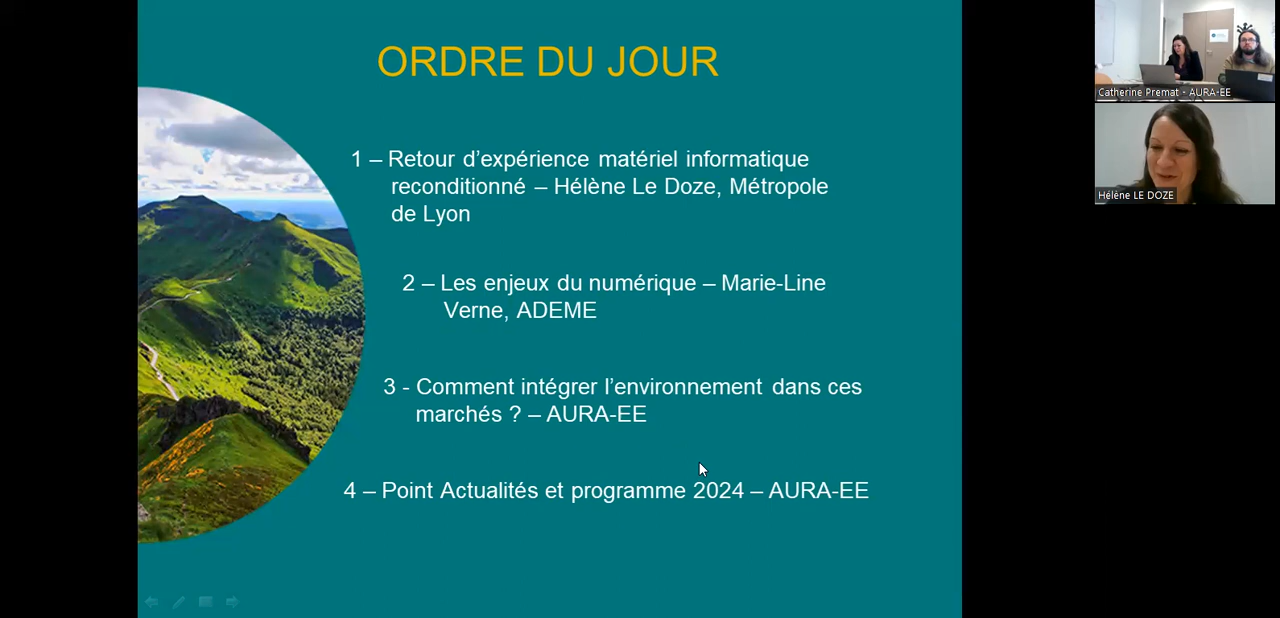 ORDRE DU JOUR
1 – Retour d’expérience matériel informatique
reconditionné – Hélène Le Doze, Métropole
de Lyon
2 – Les enjeux du numérique – Marie-Line
Verne, ADEME
3 - Comment intégrer l’environnement dans ces
marchés ? – AURA-EE
4 – Point Actualités et programme 2024 – AURA-EE
Catherine Premat - AURA-EE
Hélène LE DOZE